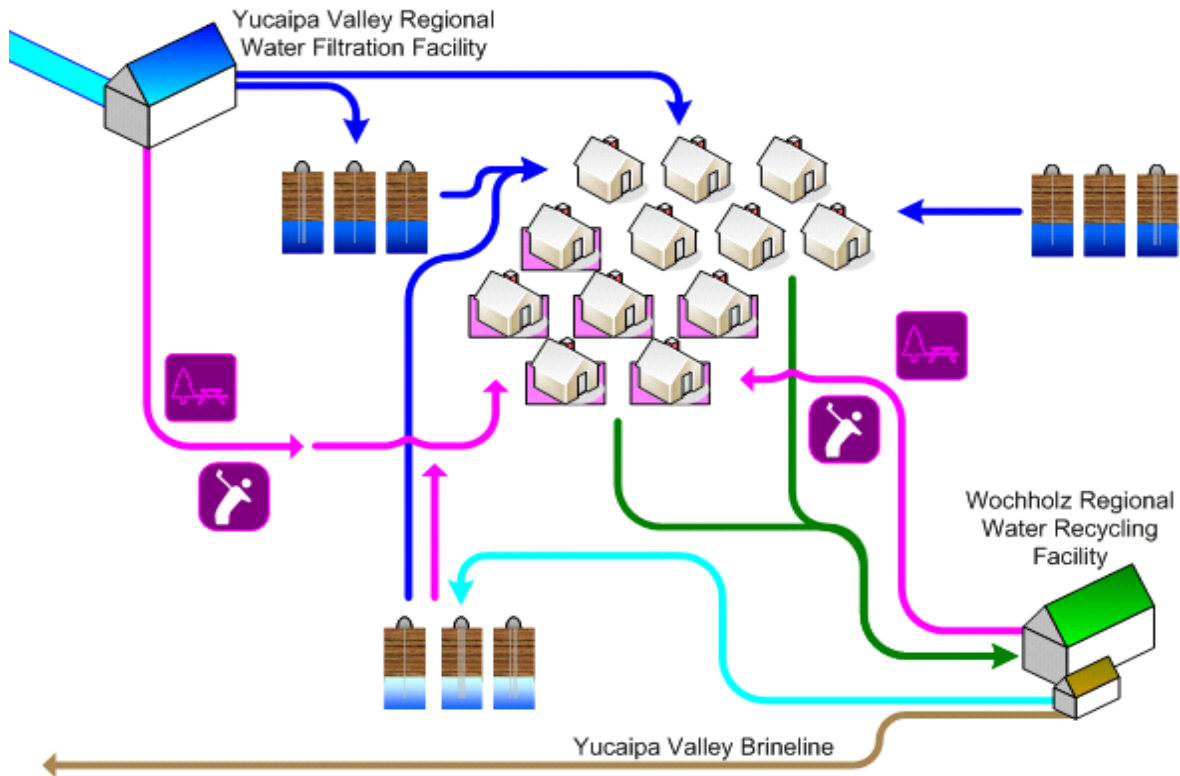 Yucaipa Valley Regional
Water Filtration Facility
Wochholz Regional
Water Recycling
Facility
Yucaipa Valley Brineline